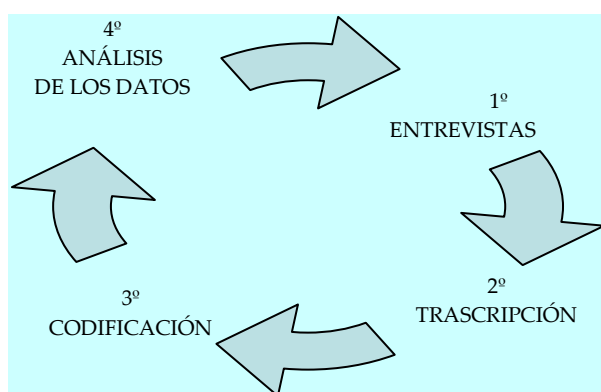 4º
ANÁLISIS
DE LOS DATOS
1º
ENTREVISTAS
2º
TRASCRIPCIÓN
3º
CODIFICACIÓN